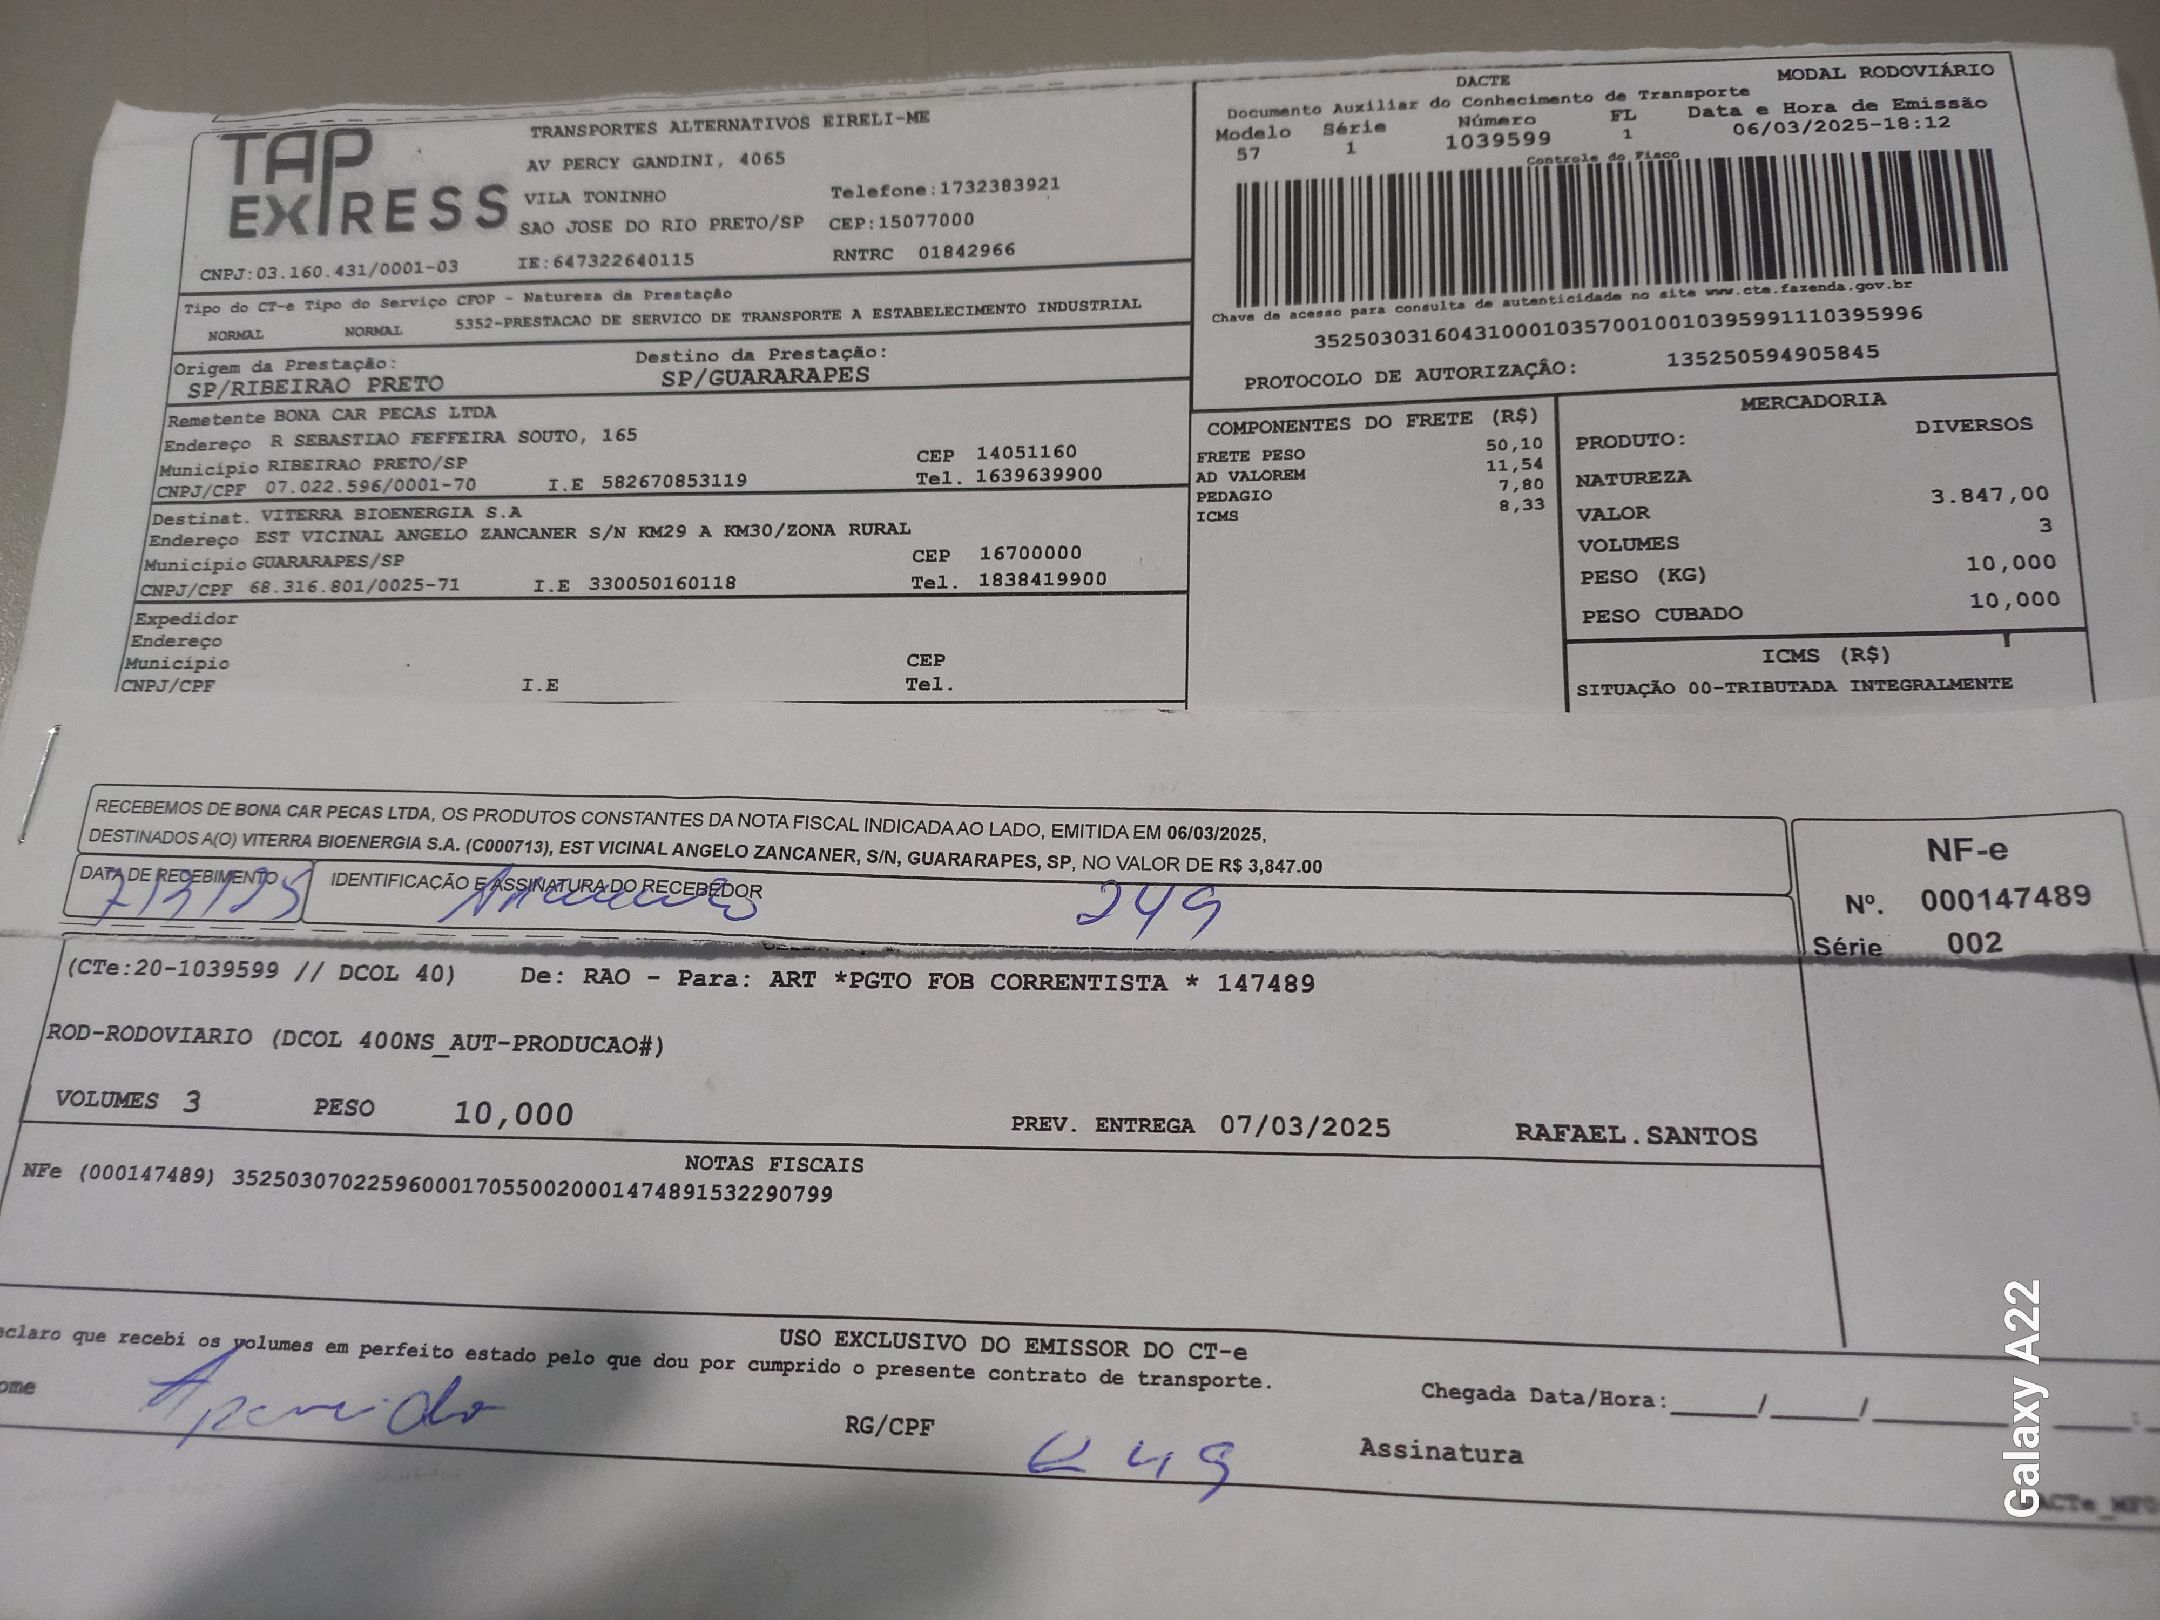 TAP EXPRESS
TRANSPORTES ALTERNATIVOS EIRELI-ME
AV PERCY GANDINI, 4065
VILA TONINHO Telefone:1732383921
SAO JOSE DO RIO PRETO/SP CEP:15077000
CNPJ:03.160.431/0001-03 IE:647322640115 RNTRC 01842966
Tipo do CT-e Tipo do Serviço CFOP - Natureza da Prestação
NORMAL NORMAL 5352-PRESTACAO DE SERVICO DE TRANSPORTE A ESTABELECIMENTO INDUSTRIAL
Origem da Prestação: Destino da Prestação:
SP/RIBEIRAO PRETO SP/GUARARAPES
Remetente BONA CAR PECAS LTDA
Endereço R SEBASTIAO FEFFEIRA SOUTO, 165
Município RIBEIRAO PRETO/SP CEP 14051160
CNPJ/CPF 07.022.596/0001-70 I.E 582670853119 Tel. 1639639900
Destinat. VITERRA BIOENERGIA S.A
Endereço EST VICINAL ANGELO ZANCANER S/N KM29 A KM30/ZONA RURAL
Município GUARARAPES/SP CEP 16700000
CNPJ/CPF 68.316.801/0025-71 I.E 330050160118 Tel. 1838419900
Expedidor
Endereço
Município CEP
CNPJ/CPF I.E Tel.
DACTE MODAL RODOVIÁRIO
Documento Auxiliar do Conhecimento de Transporte
Modelo Série Número FL Data e Hora de Emissão
57 1 1039599 1 06/03/2025-18:12
Controle do Fisco
Chave de acesso para consulta de autenticidade no site www.cte.fazenda.gov.br
35250303160431000103570010010395991110395996
PROTOCOLO DE AUTORIZAÇÂO: 135250594905845
COMPONENTES DO FRETE (R$)
FRETE PESO 50,10
AD VALOREM 11,54
PEDAGIO 7,80
ICMS 8,33
MERCADORIA
PRODUTO: DIVERSOS
NATUREZA
VALOR 3.847,00
VOLUMES 3
PESO (KG) 10,000
PESO CUBADO 10,000
ICMS (R$)
SITUAÇÃO 00-TRIBUTADA INTEGRALMENTE
RECEBEMOS DE BONA CAR PECAS LTDA, OS PRODUTOS CONSTANTES DA NOTA FISCAL INDICADA AO LADO, EMITIDA EM 06/03/2025,
DESTINADOS A(O) VITERRA BIOENERGIA S.A. (C000713), EST VICINAL ANGELO ZANCANER, S/N, GUARARAPES, SP, NO VALOR DE R$ 3,847.00
DATA DE RECEBIMENTO IDENTIFICAÇÃO E ASSINATURA DO RECEBEDOR
7/3/25 249
NF-e
Nº. 000147489
Série 002
(CTe:20-1039599 // DCOL 40) De: RAO - Para: ART *PGTO FOB CORRENTISTA * 147489
ROD-RODOVIARIO (DCOL 400NS_AUT-PRODUCAO#)
VOLUMES 3 PESO 10,000 PREV. ENTREGA 07/03/2025 RAFAEL.SANTOS
NOTAS FISCAIS
NFe (000147489) 35250307022596000170550020001474891532290799
USO EXCLUSIVO DO EMISSOR DO CT-e
eclaro que recebi os volumes em perfeito estado pelo que dou por cumprido o presente contrato de transporte.
ome Aparecido RG/CPF 249 Assinatura
Chegada Data/Hora:____/____/____ ____:
Galaxy A22